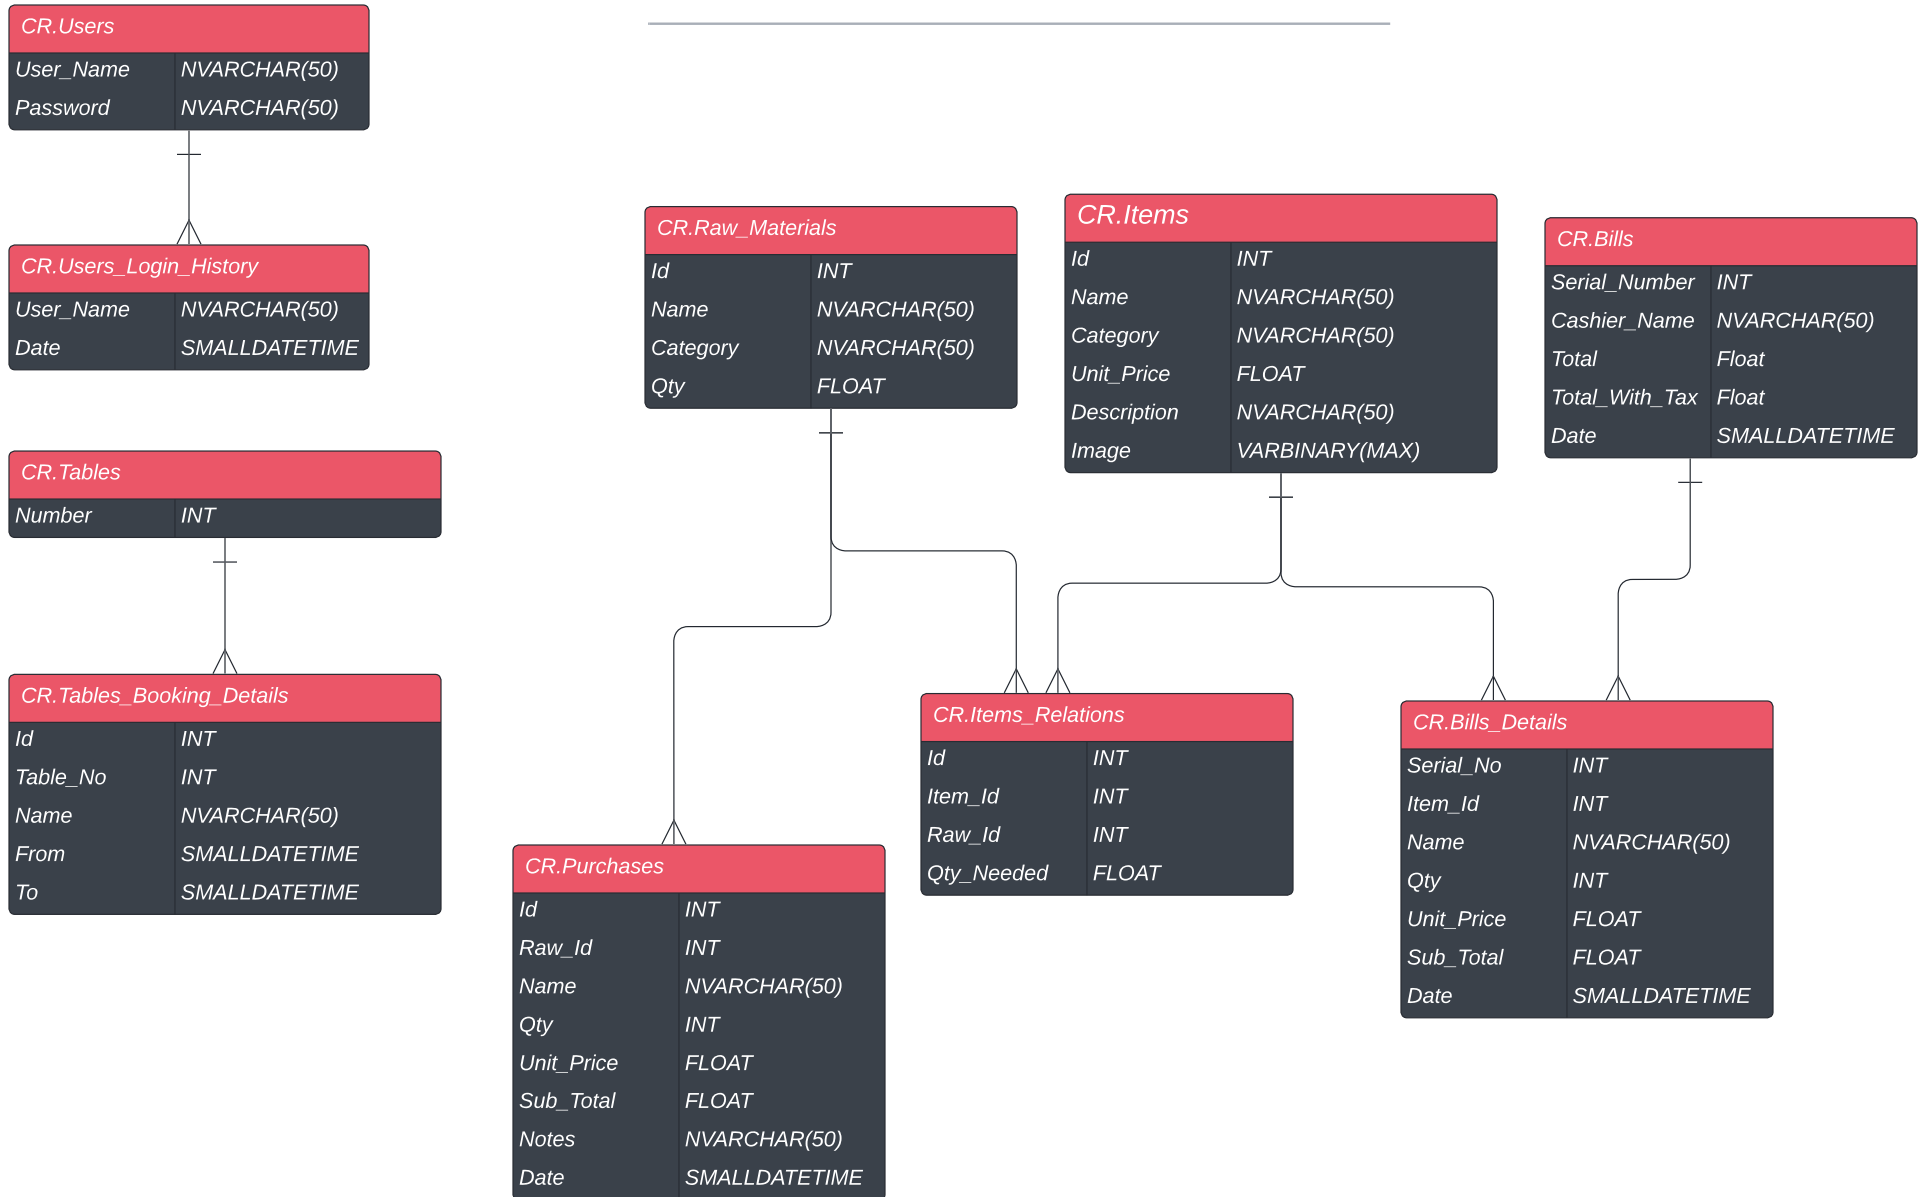 CR.Users
User_Name NVARCHAR(50)
Password NVARCHAR(50)
CR.Users_Login_History
User_Name NVARCHAR(50)
Date SMALLDATETIME
CR.Tables
Number INT
CR.Tables_Booking_Details
Id INT
Table_No INT
Name NVARCHAR(50)
From SMALLDATETIME
To SMALLDATETIME
CR.Raw_Materials
Id INT
Name NVARCHAR(50)
Category NVARCHAR(50)
Qty FLOAT
CR.Items
Id INT
Name NVARCHAR(50)
Category NVARCHAR(50)
Unit_Price FLOAT
Description NVARCHAR(50)
Image VARBINARY(MAX)
CR.Bills
Serial_Number INT
Cashier_Name NVARCHAR(50)
Total Float
Total_With_Tax Float
Date SMALLDATETIME
CR.Purchases
Id INT
Raw_Id INT
Name NVARCHAR(50)
Qty INT
Unit_Price FLOAT
Sub_Total FLOAT
Notes NVARCHAR(50)
Date SMALLDATETIME
CR.Items_Relations
Id INT
Item_Id INT
Raw_Id INT
Qty_Needed FLOAT
CR.Bills_Details
Serial_No INT
Item_Id INT
Name NVARCHAR(50)
Qty INT
Unit_Price FLOAT
Sub_Total FLOAT
Date SMALLDATETIME